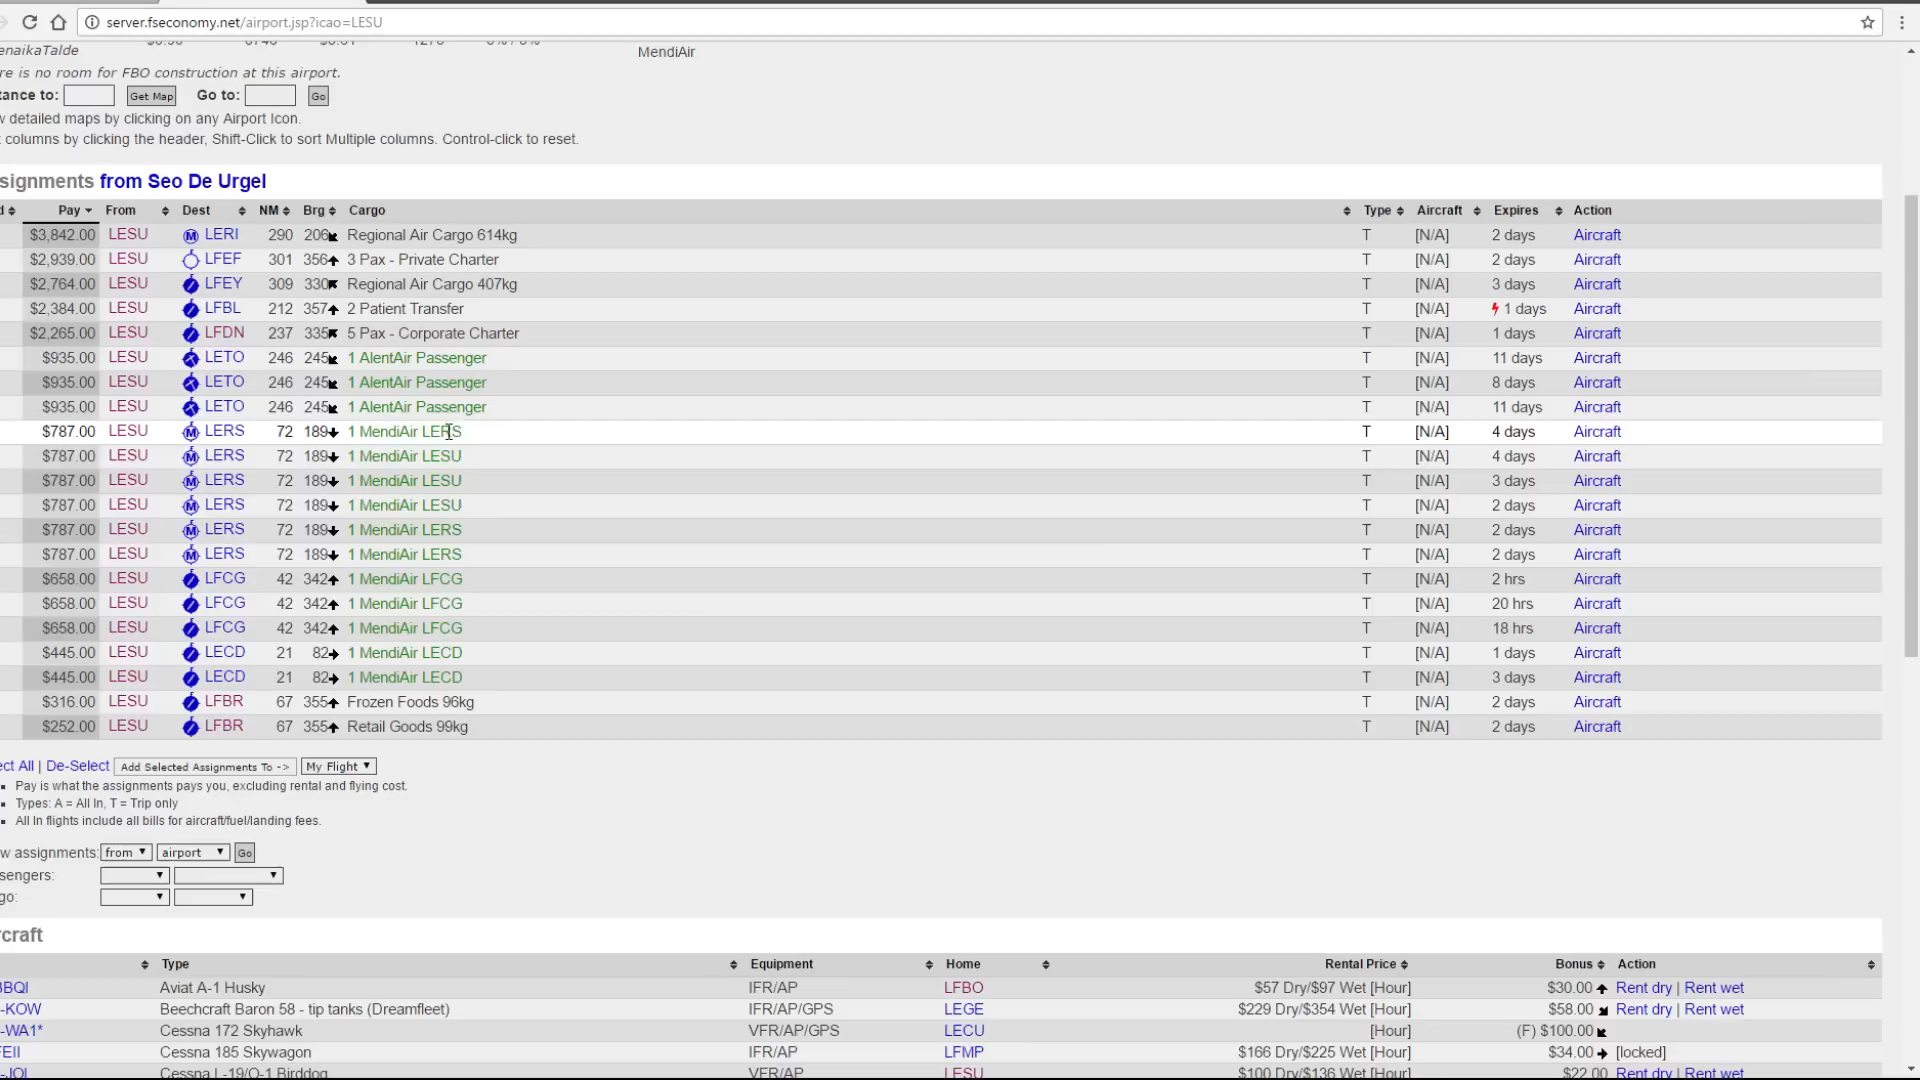 server.fseconomy.net/airport.jsp?icao=LESU
enaikaTalde
MendiAir
re is no room for FBO construction at this airport.
tance to: Get Map Go to: Go
w detailed maps by clicking on any Airport Icon.
t columns by clicking the header, Shift-Click to sort Multiple columns. Control-click to reset.
signments from Seo De Urgel
d Pay From Dest NM Brg Cargo Type Aircraft Expires Action
$3,842.00 LESU M LERI 290 206 Regional Air Cargo 614kg T [N/A] 2 days Aircraft
$2,939.00 LESU LFEF 301 356 3 Pax - Private Charter T [N/A] 2 days Aircraft
$2,764.00 LESU LFEY 309 330 Regional Air Cargo 407kg T [N/A] 3 days Aircraft
$2,384.00 LESU LFBL 212 357 2 Patient Transfer T [N/A] 1 days Aircraft
$2,265.00 LESU LFDN 237 335 5 Pax - Corporate Charter T [N/A] 1 days Aircraft
$935.00 LESU LETO 246 245 1 AlentAir Passenger T [N/A] 11 days Aircraft
$935.00 LESU LETO 246 245 1 AlentAir Passenger T [N/A] 8 days Aircraft
$935.00 LESU LETO 246 245 1 AlentAir Passenger T [N/A] 11 days Aircraft
$787.00 LESU M LERS 72 189 1 MendiAir LERS T [N/A] 4 days Aircraft
$787.00 LESU M LERS 72 189 1 MendiAir LESU T [N/A] 4 days Aircraft
$787.00 LESU M LERS 72 189 1 MendiAir LESU T [N/A] 3 days Aircraft
$787.00 LESU M LERS 72 189 1 MendiAir LESU T [N/A] 2 days Aircraft
$787.00 LESU M LERS 72 189 1 MendiAir LERS T [N/A] 2 days Aircraft
$787.00 LESU M LERS 72 189 1 MendiAir LERS T [N/A] 2 days Aircraft
$658.00 LESU LFCG 42 342 1 MendiAir LFCG T [N/A] 2 hrs Aircraft
$658.00 LESU LFCG 42 342 1 MendiAir LFCG T [N/A] 20 hrs Aircraft
$658.00 LESU LFCG 42 342 1 MendiAir LFCG T [N/A] 18 hrs Aircraft
$445.00 LESU LECD 21 82 1 MendiAir LECD T [N/A] 1 days Aircraft
$445.00 LESU LECD 21 82 1 MendiAir LECD T [N/A] 3 days Aircraft
$316.00 LESU LFBR 67 355 Frozen Foods 96kg T [N/A] 2 days Aircraft
$252.00 LESU LFBR 67 355 Retail Goods 99kg T [N/A] 2 days Aircraft
ect All | De-Select Add Selected Assignments To -> My Flight
Pay is what the assignments pays you, excluding rental and flying cost.
Types: A = All In, T = Trip only
All In flights include all bills for aircraft/fuel/landing fees.
w assignments: from airport Go
sengers:
go:
rcraft
Type Equipment Home Rental Price Bonus Action
BBQI Aviat A-1 Husky IFR/AP LFBO $57 Dry/$97 Wet [Hour] $30.00 Rent dry | Rent wet
-KOW Beechcraft Baron 58 - tip tanks (Dreamfleet) IFR/AP/GPS LEGE $229 Dry/$354 Wet [Hour] $58.00 Rent dry | Rent wet
-WA1* Cessna 172 Skyhawk VFR/AP/GPS LECU [Hour] (F) $100.00
FEII Cessna 185 Skywagon IFR/AP LFMP $166 Dry/$225 Wet [Hour] $34.00 [locked]
-JOL Cessna L-19/O-1 Birddog VFR/AP LESU $100 Dry/$136 Wet [Hour] $22.00 Rent dry | Rent wet